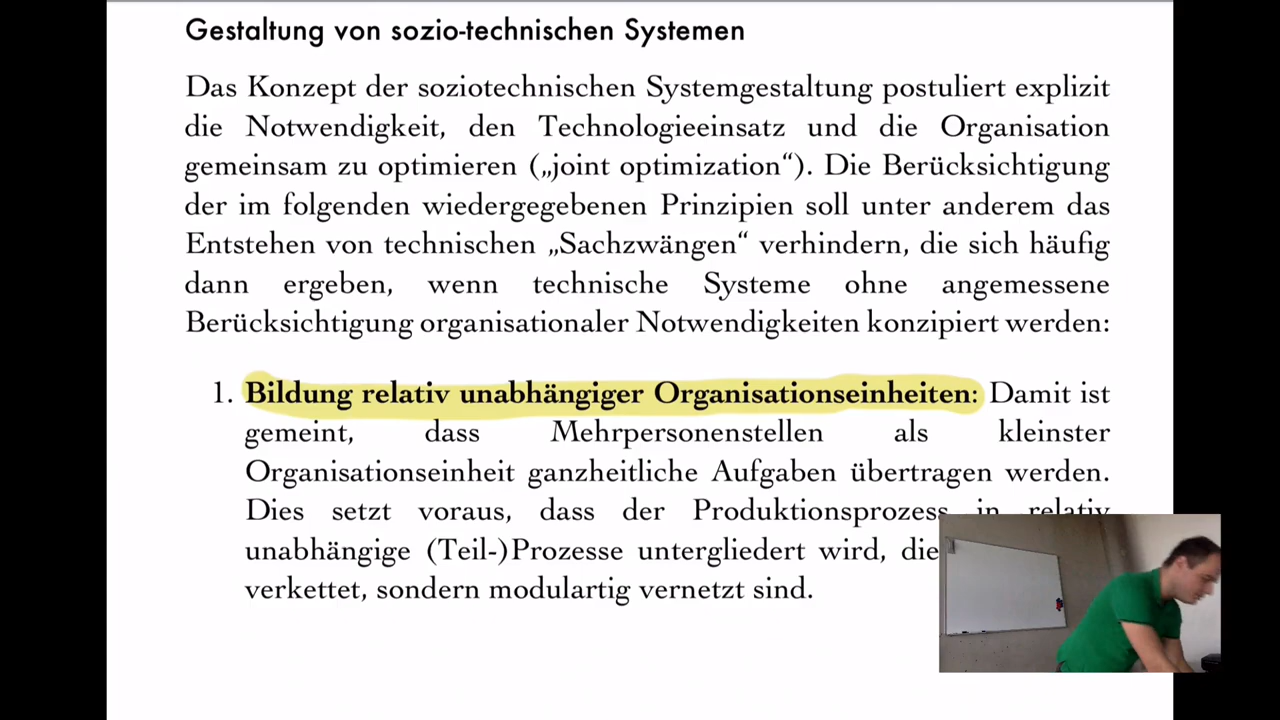 Gestaltung von sozio-technischen Systemen
Das Konzept der soziotechnischen Systemgestaltung postuliert explizit
die Notwendigkeit, den Technologieeinsatz und die Organisation
gemeinsam zu optimieren („joint optimization“). Die Berücksichtigung
der im folgenden wiedergegebenen Prinzipien soll unter anderem das
Entstehen von technischen „Sachzwängen“ verhindern, die sich häufig
dann ergeben, wenn technische Systeme ohne angemessene
Berücksichtigung organisationaler Notwendigkeiten konzipiert werden:
1. Bildung relativ unabhängiger Organisationseinheiten: Damit ist
gemeint, dass Mehrpersonenstellen als kleinster
Organisationseinheit ganzheitliche Aufgaben übertragen werden.
Dies setzt voraus, dass der Produktionsprozess in relativ
unabhängige (Teil-)Prozesse untergliedert wird, die
verkettet, sondern modulartig vernetzt sind.